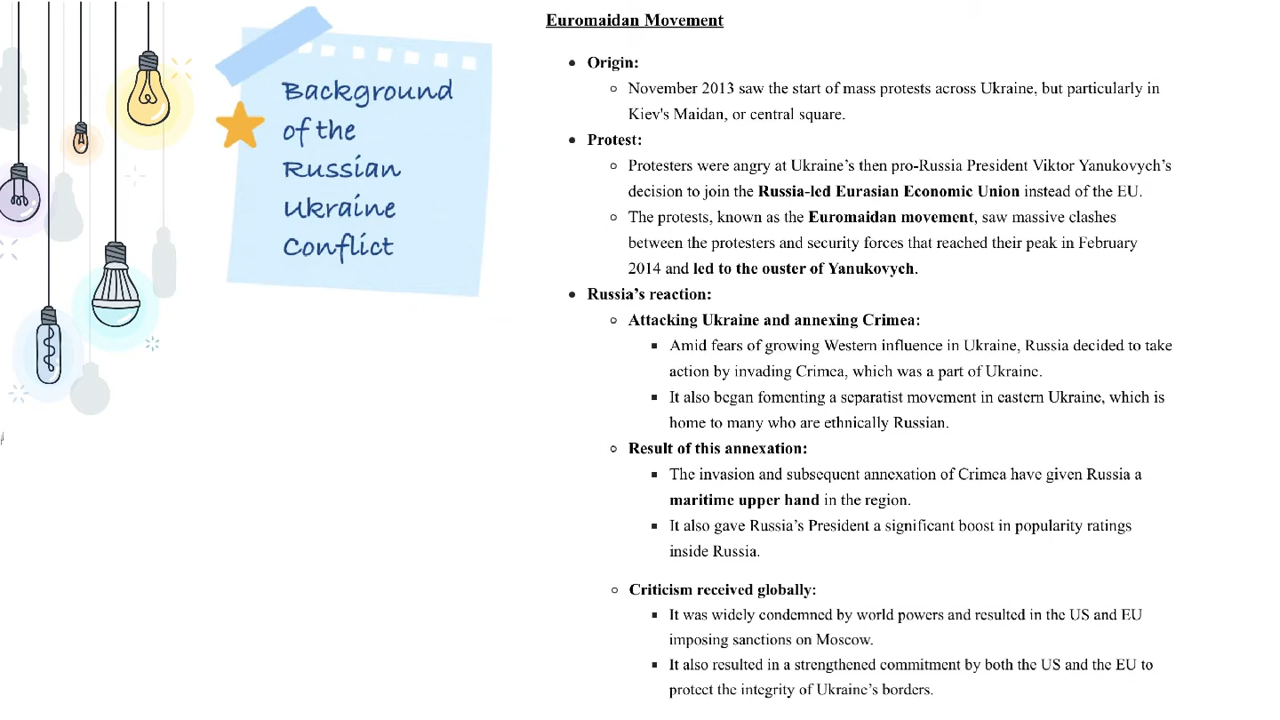 Background
of the
Russian
Ukraine
Conflict
Euromaidan Movement
Origin:
November 2013 saw the start of mass protests across Ukraine, but particularly in
Kiev's Maidan, or central square.
Protest:
Protesters were angry at Ukraine's then pro-Russia President Viktor Yanukovych's
decision to join the Russia-led Eurasian Economic Union instead of the EU.
The protests, known as the Euromaidan movement, saw massive clashes
between the protesters and security forces that reached their peak in February
2014 and led to the ouster of Yanukovych.
Russia's reaction:
Attacking Ukraine and annexing Crimea:
Amid fears of growing Western influence in Ukraine, Russia decided to take
action by invading Crimea, which was a part of Ukraine.
It also began fomenting a separatist movement in eastern Ukraine, which is
home to many who are ethnically Russian.
Result of this annexation:
The invasion and subsequent annexation of Crimea have given Russia a
maritime upper hand in the region.
It also gave Russia's President a significant boost in popularity ratings
inside Russia.
Criticism received globally:
It was widely condemned by world powers and resulted in the US and EU
imposing sanctions on Moscow.
It also resulted in a strengthened commitment by both the US and the EU to
protect the integrity of Ukraine's borders.